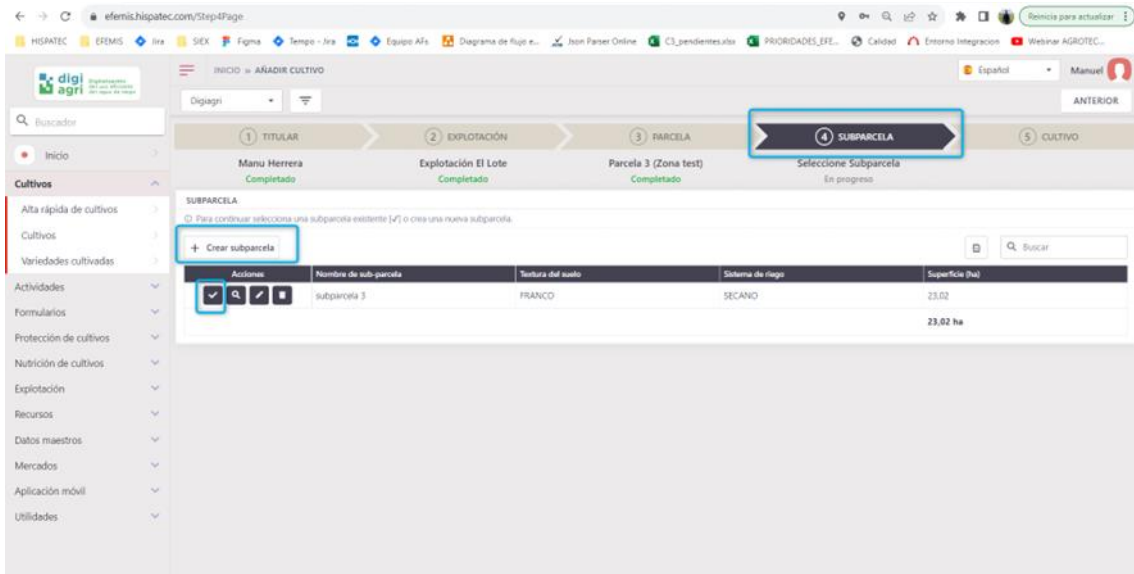 efemis.hispatec.com/Step4Page
Reinicia para actualizar
HISPATEC EFEMIS Jira SIEX Figma Tempo - Jira Equipo AFs Diagrama de flujo e... Json Parser Online C3_pendientes.xlsx PRIORIDADES_EFE... Calidad Entorno Integracion Webinar AGROTEC...
digi agri
INICIO » AÑADIR CULTIVO
Español
Manuel
Digiagri
ANTERIOR
Buscador
Inicio
Cultivos
Alta rápida de cultivos
Cultivos
Variedades cultivadas
Actividades
Formularios
Protección de cultivos
Nutrición de cultivos
Explotación
Recursos
Datos maestros
Mercados
Aplicación móvil
Utilidades
1 TITULAR
Manu Herrera
Completado
2 EXPLOTACIÓN
Explotación El Lote
Completado
3 PARCELA
Parcela 3 (Zona test)
Completado
4 SUBPARCELA
Seleccione Subparcela
En progreso
5 CULTIVO
SUBPARCELA
Para continuar selecciona una subparcela existente [✓] o crea una nueva subparcela.
+ Crear subparcela
Buscar
Acciones Nombre de sub-parcela Textura del suelo Sistema de riego Superficie (ha)
subparcela 3 FRANCO SECANO 23,02
23,02 ha